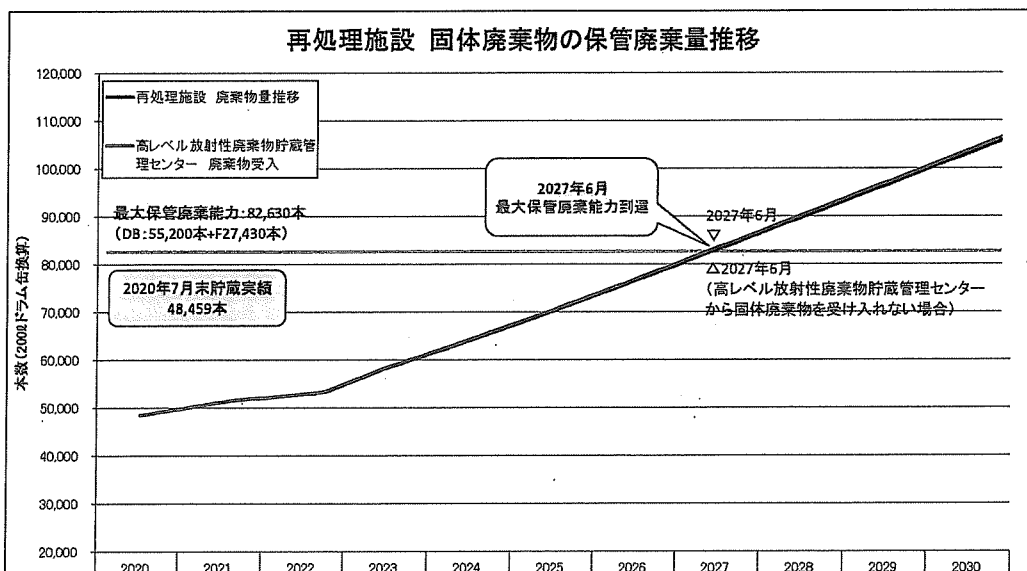 再処理施設 固体廃棄物の保管廃棄量推移
120,000
110,000
100,000
90,000
80,000
70,000
60,000
50,000
40,000
30,000
20,000
本数(200ℓドラム缶換算)
再処理施設 廃棄物量推移
高レベル放射性廃棄物貯蔵管
理センター 廃棄物受入
最大保管廃棄能力:82,630本
(DB:55,200本+F27,430本)
2020年7月末貯蔵実績
48,459本
2027年6月
最大保管廃棄能力到達
2027年6月
▽
△2027年6月
(高レベル放射性廃棄物貯蔵管理センター
から固体廃棄物を受け入れない場合)
2020 2021 2022 2023 2024 2025 2026 2027 2028 2029 2030